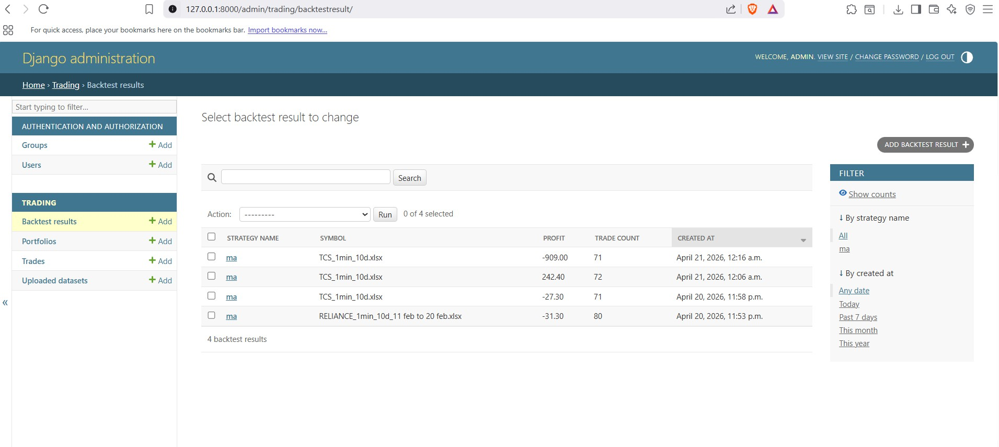 127.0.0.1:8000/admin/trading/backtestresult/
For quick access, place your bookmarks here on the bookmarks bar. Import bookmarks now...
Django administration
WELCOME, ADMIN. VIEW SITE / CHANGE PASSWORD / LOG OUT
Home › Trading › Backtest results
Start typing to filter...
AUTHENTICATION AND AUTHORIZATION
Groups + Add
Users + Add
TRADING
Backtest results + Add
Portfolios + Add
Trades + Add
Uploaded datasets + Add
«
Select backtest result to change
ADD BACKTEST RESULT +
Search
Action: --------- Run 0 of 4 selected
STRATEGY NAME SYMBOL PROFIT TRADE COUNT CREATED AT
ma TCS_1min_10d.xlsx -909.00 71 April 21, 2026, 12:16 a.m.
ma TCS_1min_10d.xlsx 242.40 72 April 21, 2026, 12:06 a.m.
ma TCS_1min_10d.xlsx -27.30 71 April 20, 2026, 11:58 p.m.
ma RELIANCE_1min_10d_11 feb to 20 feb.xlsx -31.30 80 April 20, 2026, 11:53 p.m.
4 backtest results
FILTER
Show counts
↓ By strategy name
All
ma
↓ By created at
Any date
Today
Past 7 days
This month
This year